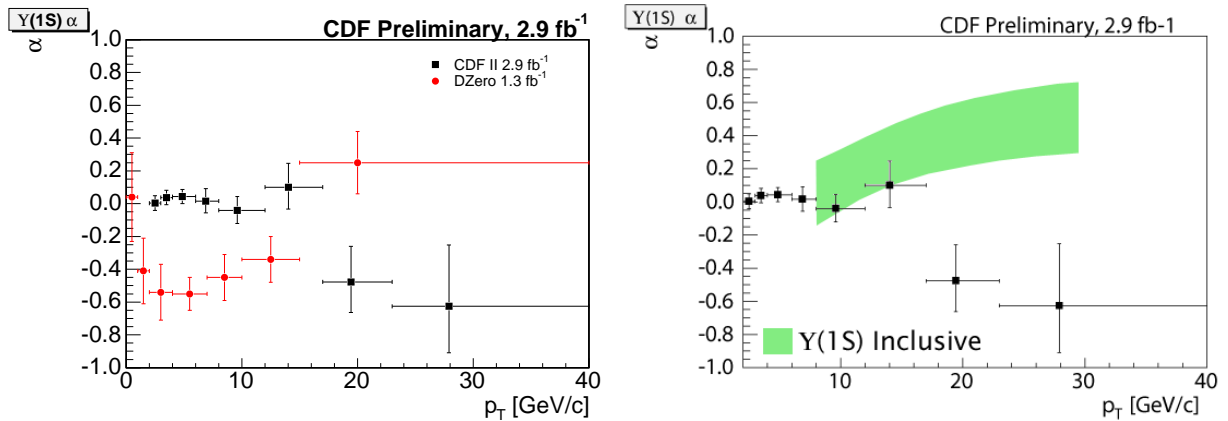 Υ(1S) α
CDF Preliminary, 2.9 fb-1
α
1.0
0.8
0.6
0.4
0.2
0.0
-0.2
-0.4
-0.6
-0.8
-1.0
CDF II 2.9 fb-1
DZero 1.3 fb-1
0 10 20 30 40
pT [GeV/c]
Υ(1S) α
CDF Preliminary, 2.9 fb-1
α
1.0
0.8
0.6
0.4
0.2
0.0
-0.2
-0.4
-0.6
-0.8
-1.0
Υ(1S) Inclusive
10 20 30 40
pT [GeV/c]